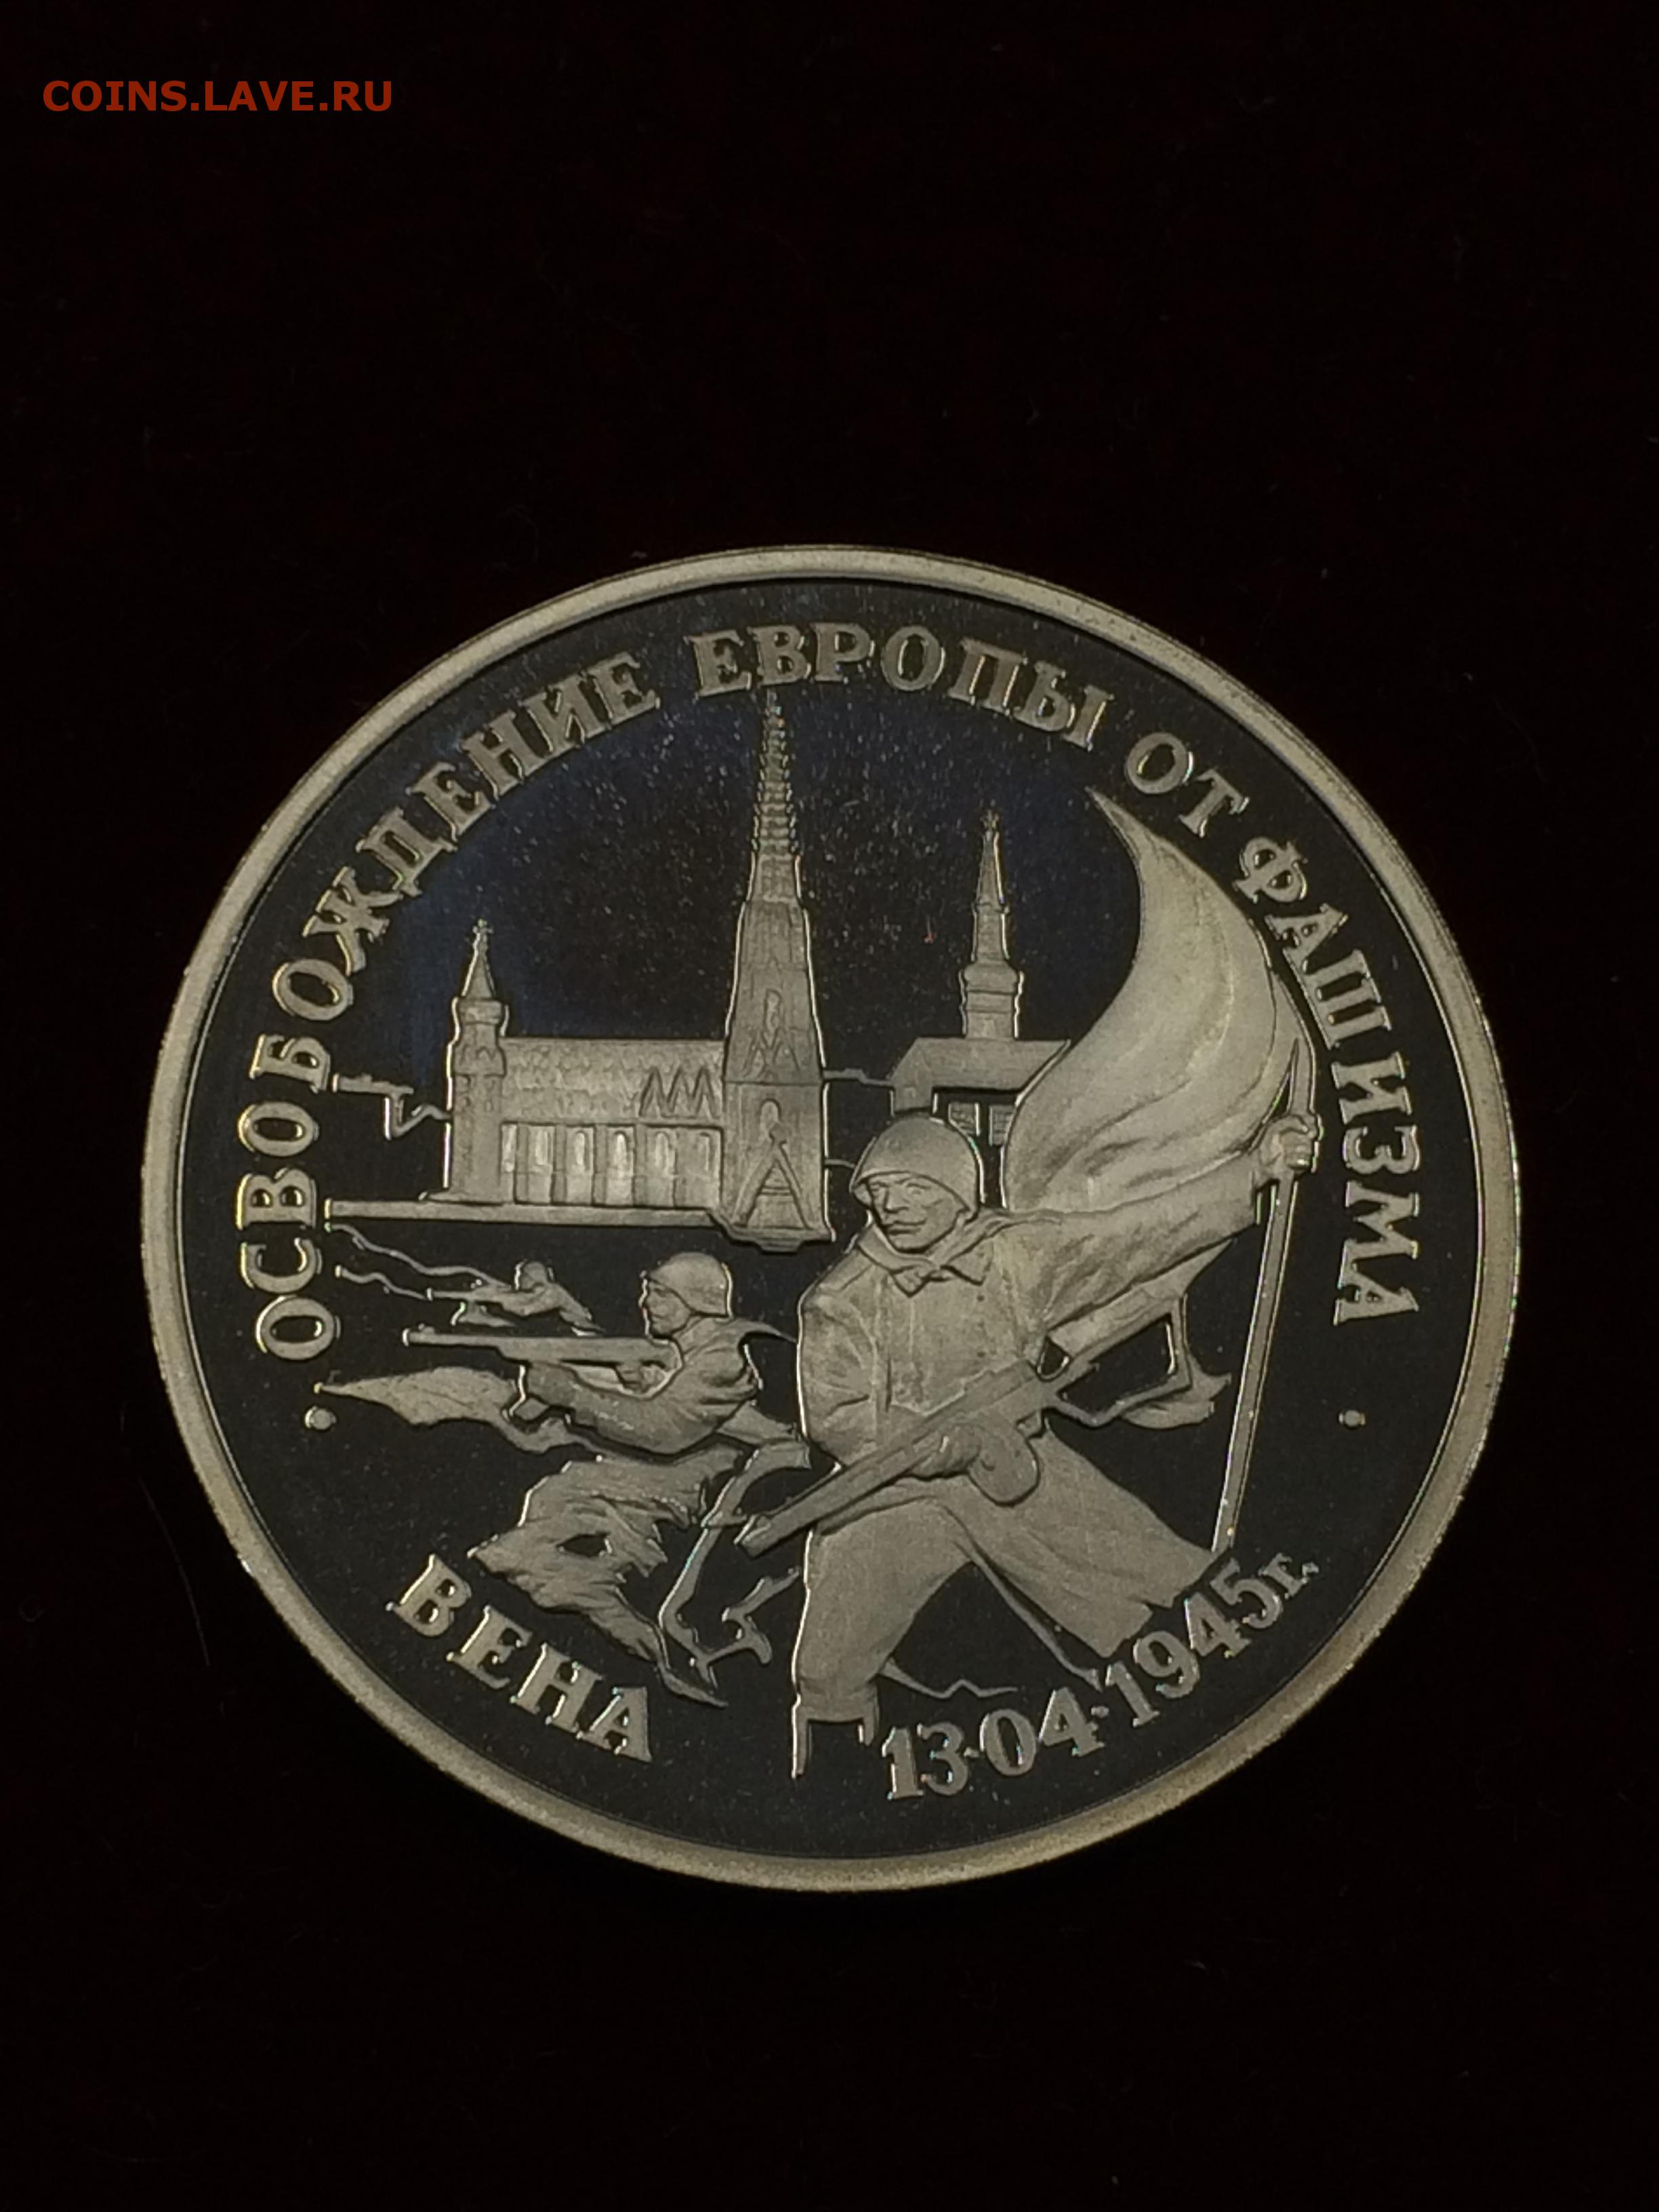 COINS.LAVE.RU
ОСВОБОЖДЕНИЕ ЕВРОПЫ ОТ ФАШИЗМА
ВЕНА
13·04·1945г.